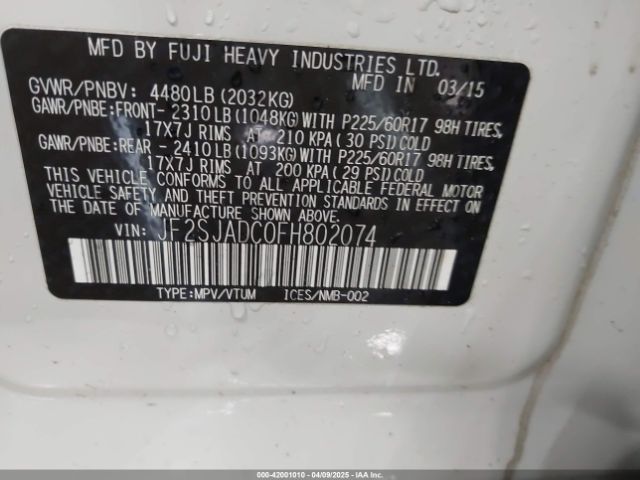 MFD BY FUJI HEAVY INDUSTRIES LTD.
MFD IN 03/15
GVWR/PNBV: 4480LB (2032KG)
GAWR/PNBE:FRONT- 2310LB(1048KG)WITH P225/60R17 98H TIRES,
17X7J RIMS AT 210 KPA(30 PSI)COLD
GAWR/PNBE:REAR - 2410LB(1093KG)WITH P225/60R17 98H TIRES,
17X7J RIMS AT 200 KPA(29 PSI)COLD
THIS VEHICLE CONFORMS TO ALL APPLICABLE FEDERAL MOTOR
VEHICLE SAFETY AND THEFT PREVENTION STANDARDS IN EFFECT
ON THE DATE OF MANUFACTURE SHOWN ABOVE.
VIN: JF2SJADC0FH802074
TYPE:MPV/VTUM ICES/NMB-002
000-42001010 - 04/09/2025 - IAAI.COM